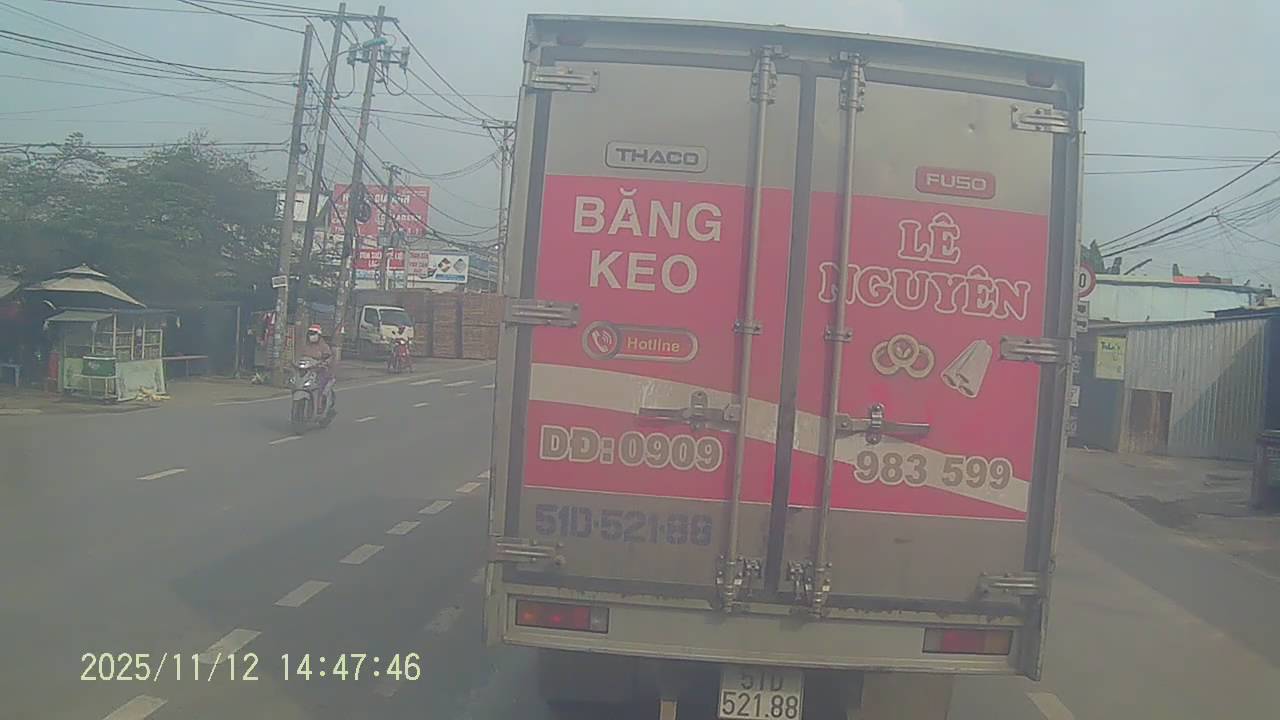 THACO
FUSO
BĂNG
KEO
LÊ
NGUYÊN
Hotline
DĐ: 0909
983 599
51D-521-88
51D
521.88
2025/11/12 14:47:46